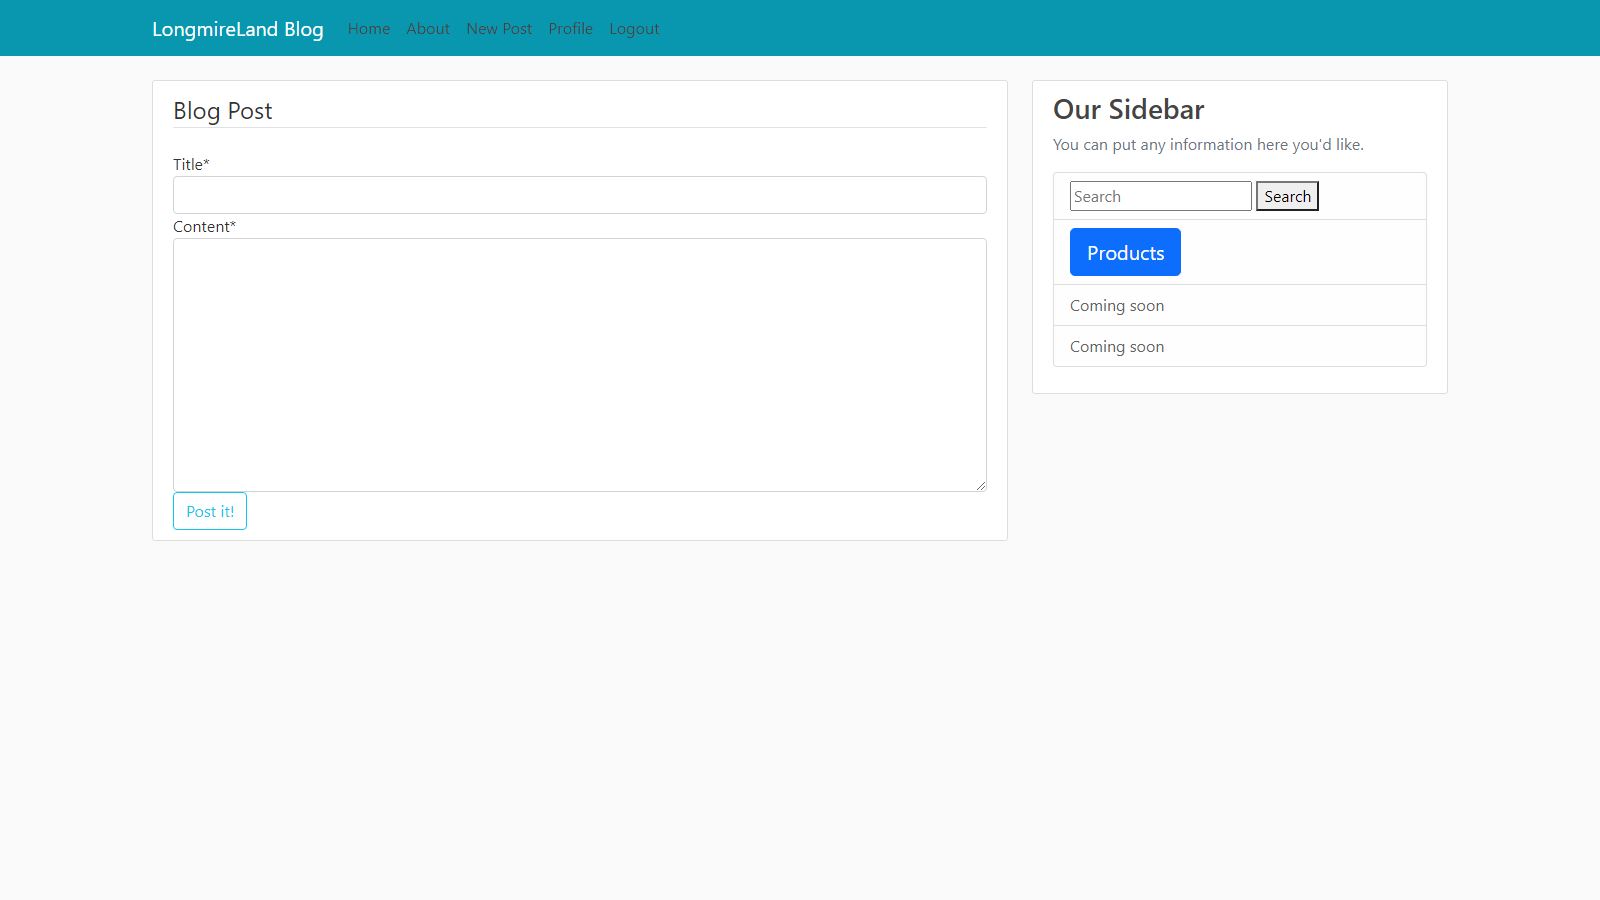 LongmireLand Blog Home About New Post Profile Logout
Blog Post
Title*
Content*
Post it!
Our Sidebar
You can put any information here you'd like.
Search Search
Products
Coming soon
Coming soon